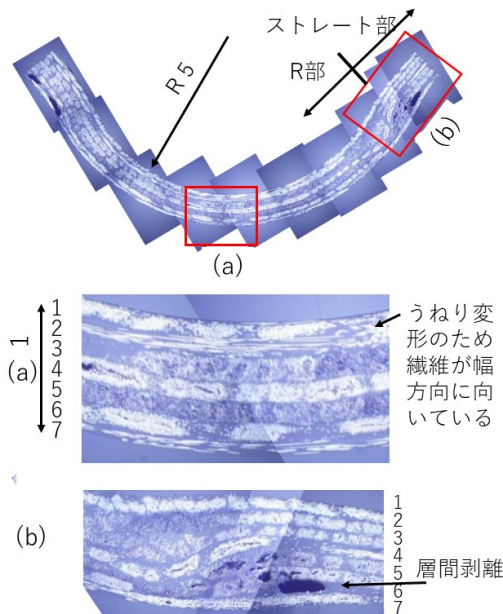 ストレート部
R部
R 5
(b)
(a)
1
(a)
1
2
3
4
5
6
7
うねり変
形のため
繊維が幅
方向に向
いている
(b)
1
2
3
4
5
6
7
層間剥離